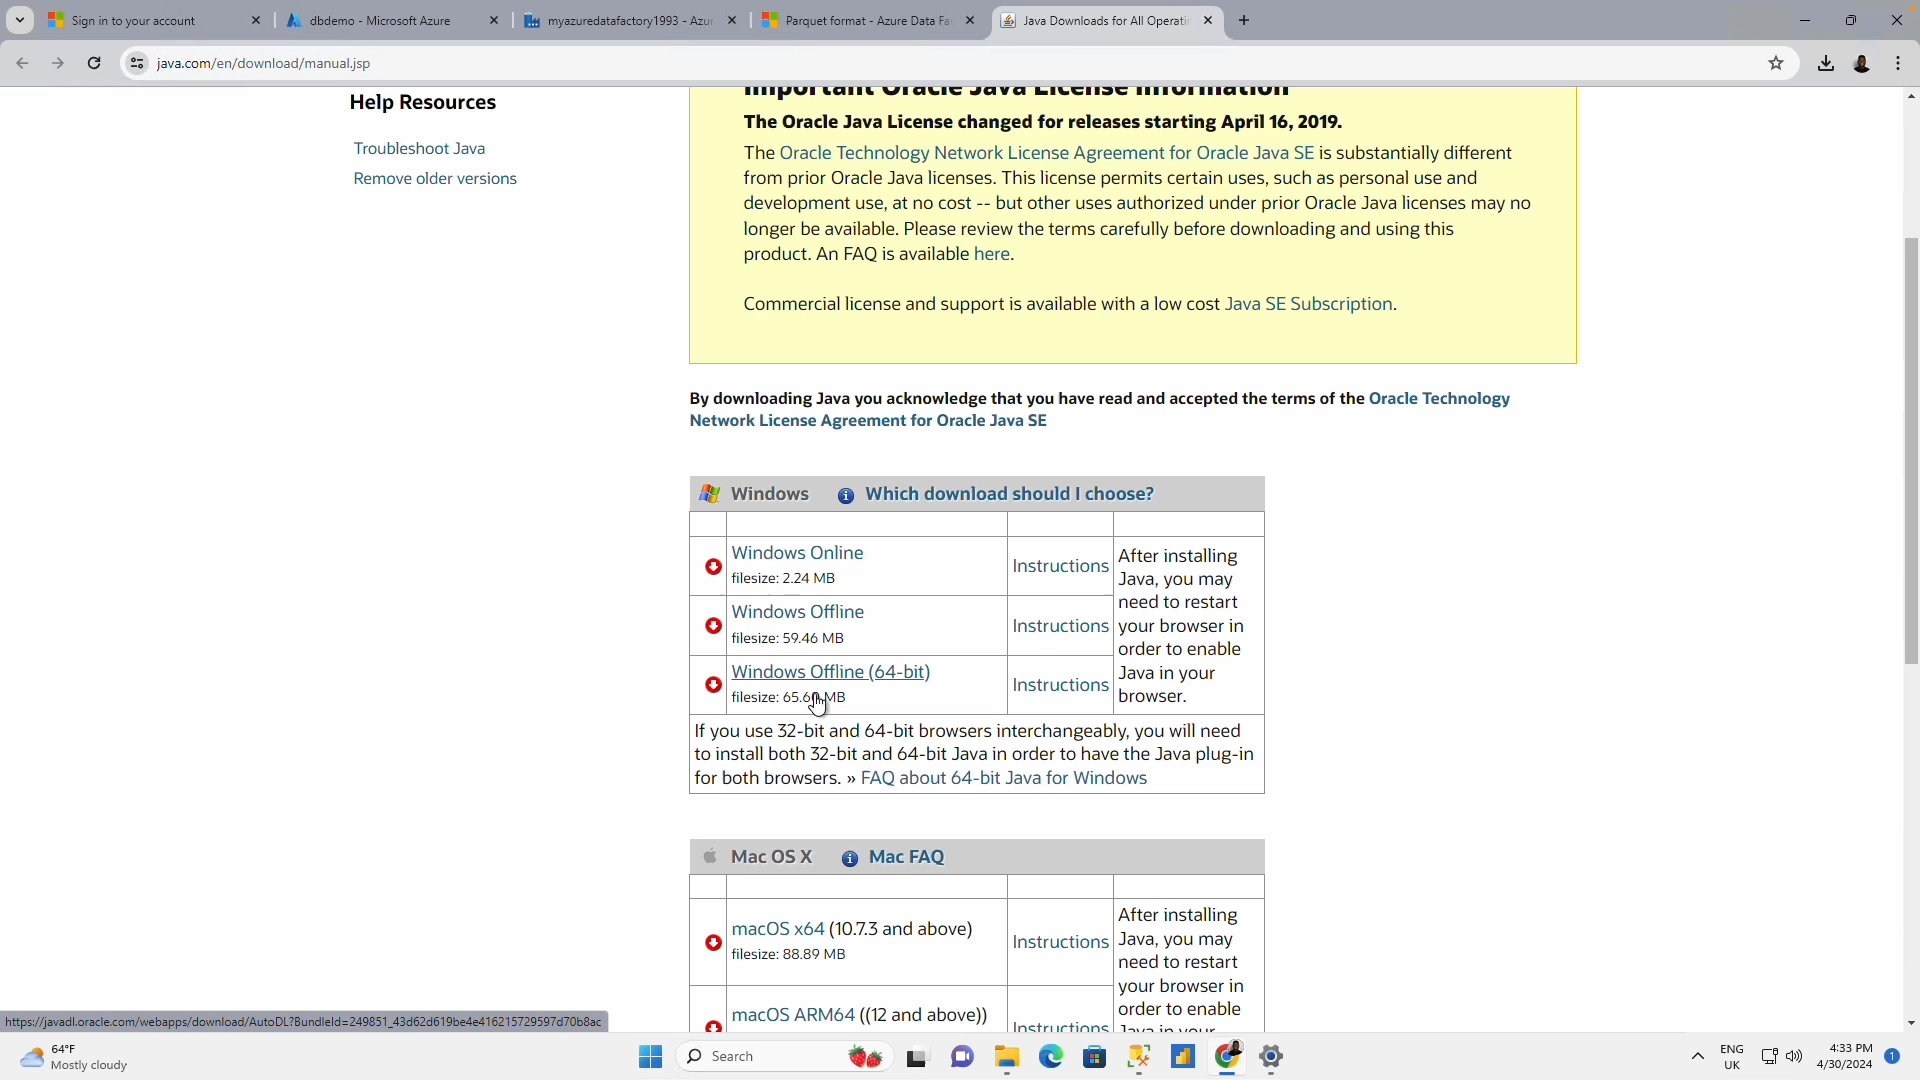 Sign in to your account
dbdemo - Microsoft Azure
myazuredatafactory1993 - Azu
Parquet format - Azure Data Fa
Java Downloads for All Operatin
java.com/en/download/manual.jsp
Help Resources
Troubleshoot Java
Remove older versions
Important Oracle Java License Information
The Oracle Java License changed for releases starting April 16, 2019.
The Oracle Technology Network License Agreement for Oracle Java SE is substantially different
from prior Oracle Java licenses. This license permits certain uses, such as personal use and
development use, at no cost -- but other uses authorized under prior Oracle Java licenses may no
longer be available. Please review the terms carefully before downloading and using this
product. An FAQ is available here.
Commercial license and support is available with a low cost Java SE Subscription.
By downloading Java you acknowledge that you have read and accepted the terms of the Oracle Technology
Network License Agreement for Oracle Java SE
Windows Which download should I choose?
Windows Online
filesize: 2.24 MB
Instructions
Windows Offline
filesize: 59.46 MB
Instructions
Windows Offline (64-bit)
filesize: 65.60 MB
Instructions
After installing
Java, you may
need to restart
your browser in
order to enable
Java in your
browser.
If you use 32-bit and 64-bit browsers interchangeably, you will need
to install both 32-bit and 64-bit Java in order to have the Java plug-in
for both browsers. » FAQ about 64-bit Java for Windows
Mac OS X Mac FAQ
macOS x64 (10.7.3 and above)
filesize: 88.89 MB
Instructions
macOS ARM64 ((12 and above))
Instructions
After installing
Java, you may
need to restart
your browser in
order to enable
Java in your
https://javadl.oracle.com/webapps/download/AutoDL?BundleId=249851_43d62d619be4e416215729597d70b8ac
64°F
Mostly cloudy
Search
ENG
UK
4:33 PM
4/30/2024
1